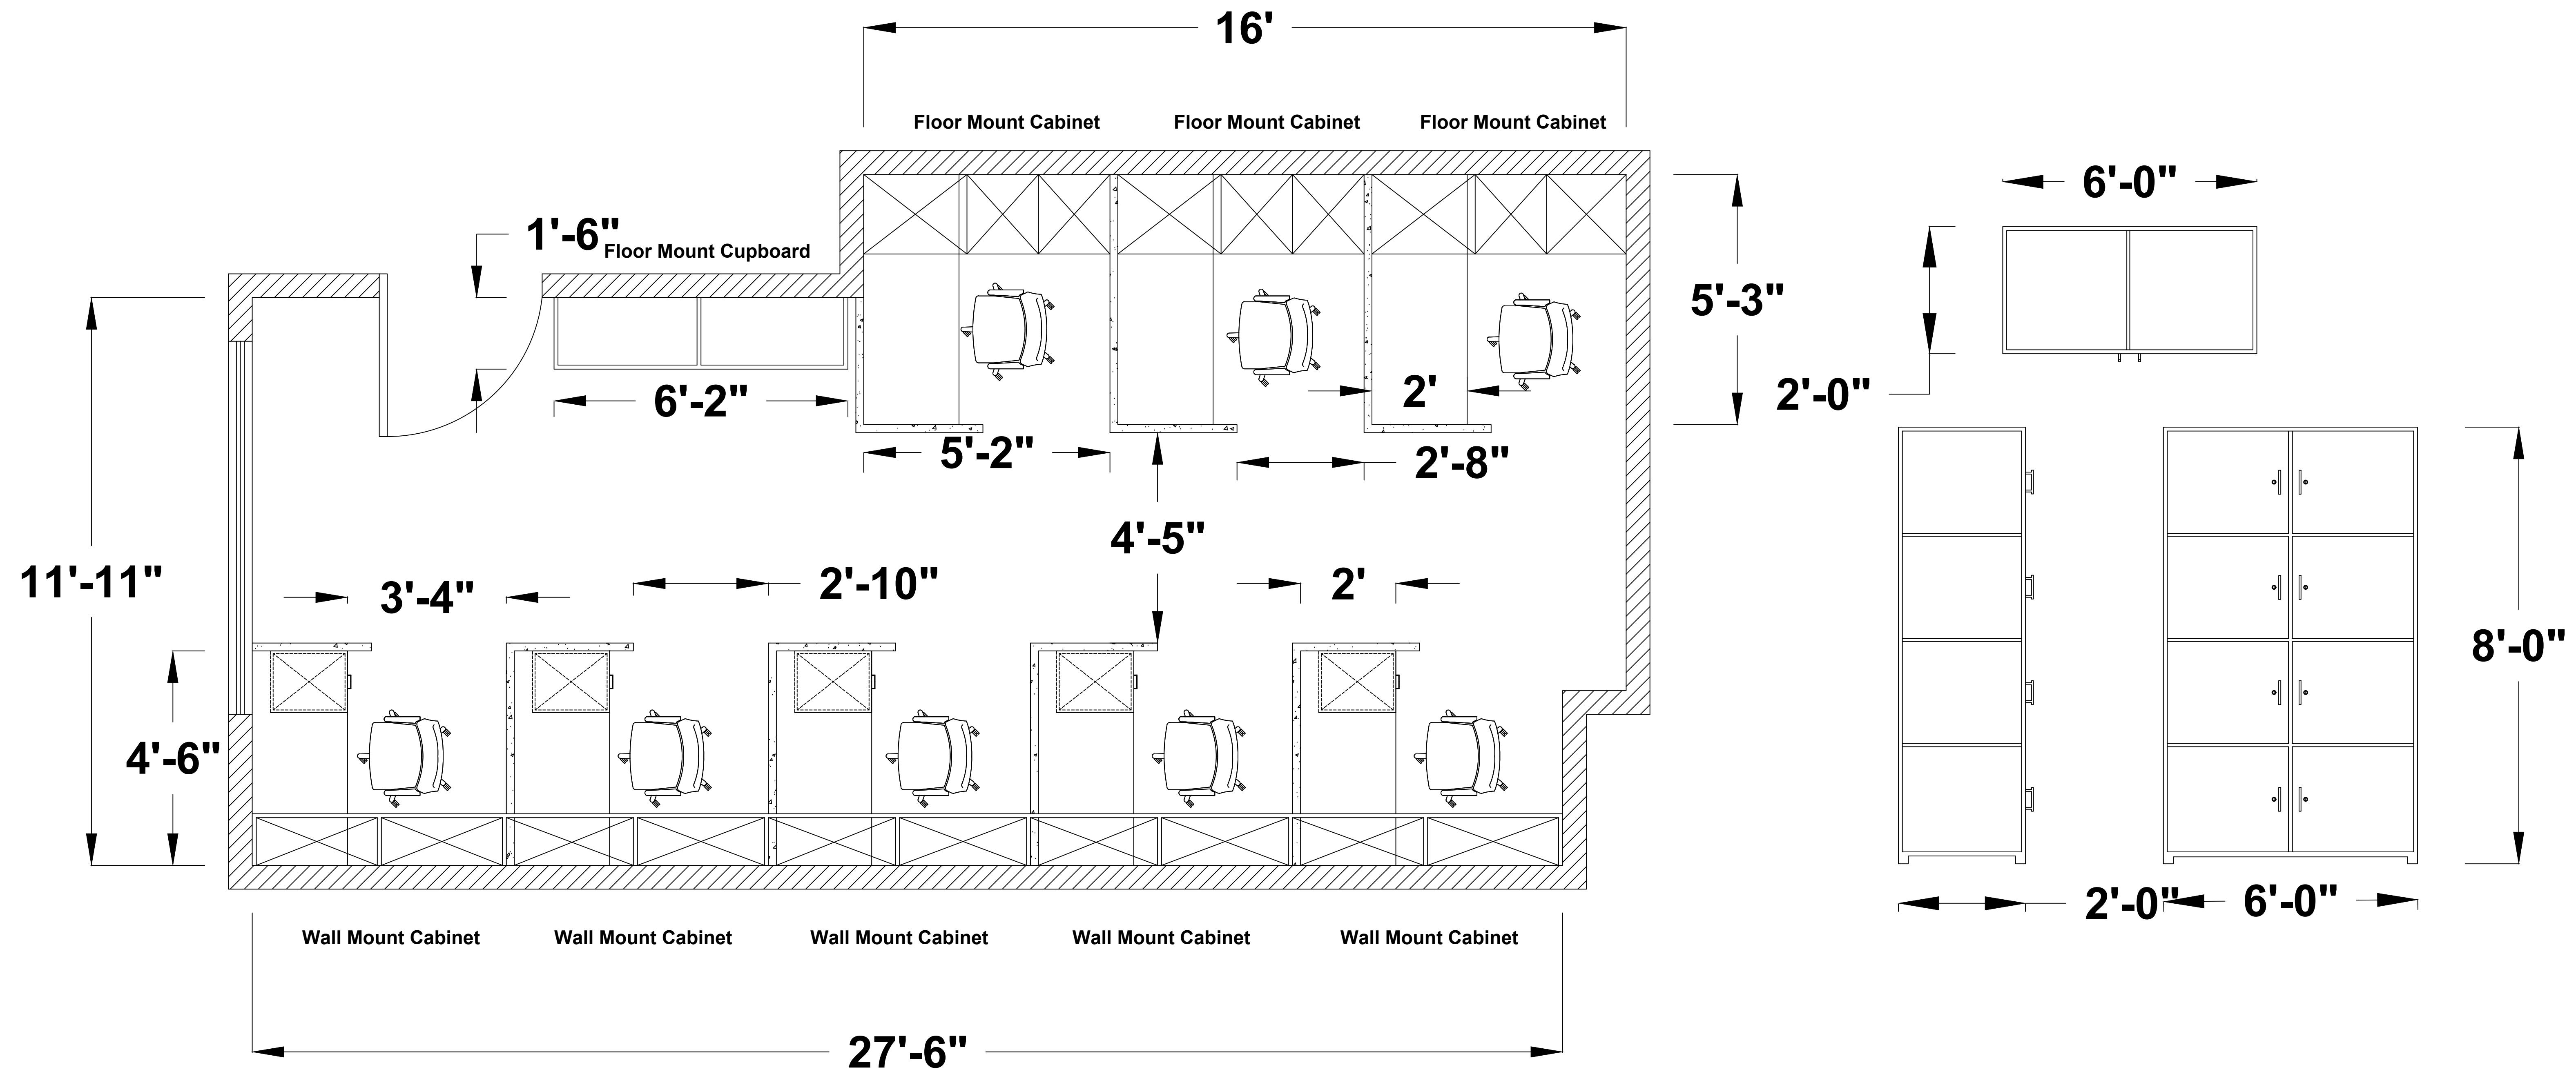 16'
Floor Mount Cabinet
Floor Mount Cabinet
Floor Mount Cabinet
6'-0"
1'-6"
Floor Mount Cupboard
5'-3"
2'-0"
6'-2"
2'
5'-2"
2'-8"
4'-5"
11'-11"
3'-4"
2'-10"
2'
8'-0"
4'-6"
2'-0"
6'-0"
Wall Mount Cabinet
Wall Mount Cabinet
Wall Mount Cabinet
Wall Mount Cabinet
Wall Mount Cabinet
27'-6"